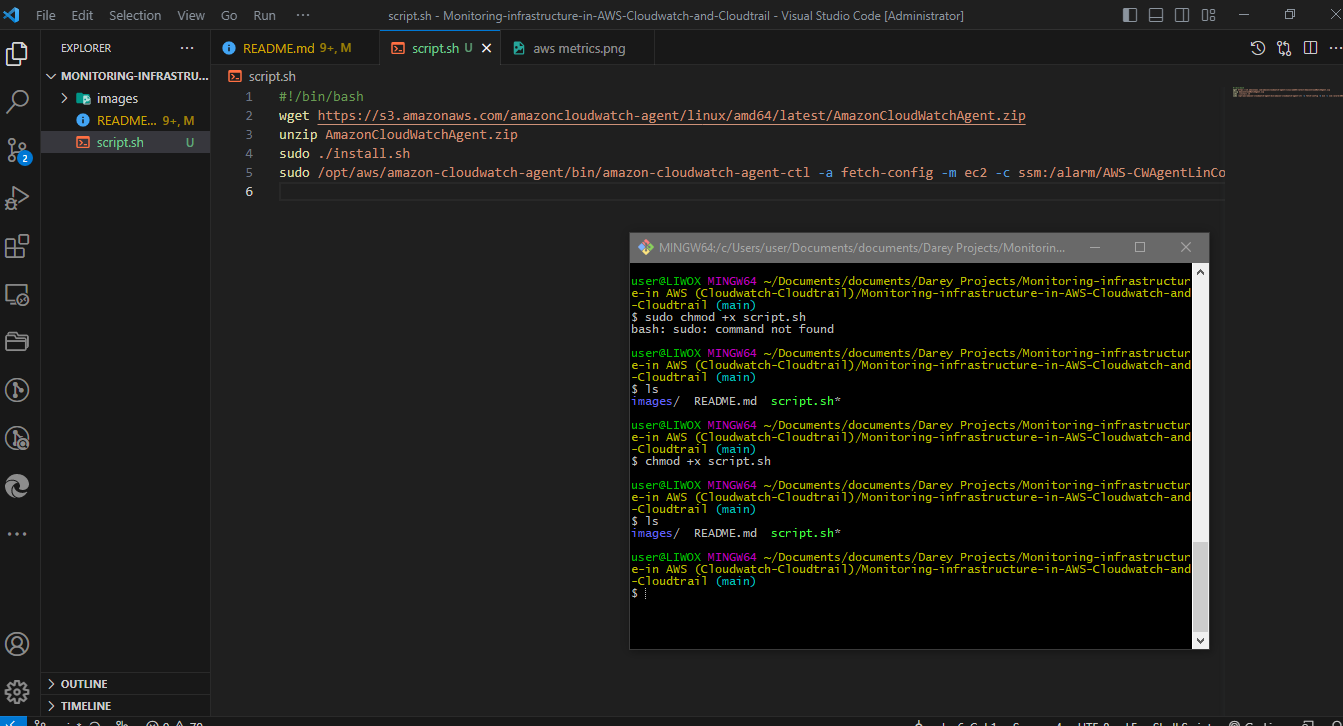 File Edit Selection View Go Run ··· script.sh - Monitoring-infrastructure-in-AWS-Cloudwatch-and-Cloudtrail - Visual Studio Code [Administrator]
EXPLORER ···
README.md 9+, M script.sh U aws metrics.png
MONITORING-INFRASTRU...
images
README... 9+, M
script.sh U
2
script.sh
1 #!/bin/bash
2 wget https://s3.amazonaws.com/amazoncloudwatch-agent/linux/amd64/latest/AmazonCloudWatchAgent.zip
3 unzip AmazonCloudWatchAgent.zip
4 sudo ./install.sh
5 sudo /opt/aws/amazon-cloudwatch-agent/bin/amazon-cloudwatch-agent-ctl -a fetch-config -m ec2 -c ssm:/alarm/AWS-CWAgentLinCo
6
MINGW64:/c/Users/user/Documents/documents/Darey Projects/Monitorin...
user@LIWOX MINGW64 ~/Documents/documents/Darey Projects/Monitoring-infrastructur
e-in AWS (Cloudwatch-Cloudtrail)/Monitoring-infrastructure-in-AWS-Cloudwatch-and
-Cloudtrail (main)
$ sudo chmod +x script.sh
bash: sudo: command not found
user@LIWOX MINGW64 ~/Documents/documents/Darey Projects/Monitoring-infrastructur
e-in AWS (Cloudwatch-Cloudtrail)/Monitoring-infrastructure-in-AWS-Cloudwatch-and
-Cloudtrail (main)
$ ls
images/ README.md script.sh*
user@LIWOX MINGW64 ~/Documents/documents/Darey Projects/Monitoring-infrastructur
e-in AWS (Cloudwatch-Cloudtrail)/Monitoring-infrastructure-in-AWS-Cloudwatch-and
-Cloudtrail (main)
$ chmod +x script.sh
user@LIWOX MINGW64 ~/Documents/documents/Darey Projects/Monitoring-infrastructur
e-in AWS (Cloudwatch-Cloudtrail)/Monitoring-infrastructure-in-AWS-Cloudwatch-and
-Cloudtrail (main)
$ ls
images/ README.md script.sh*
user@LIWOX MINGW64 ~/Documents/documents/Darey Projects/Monitoring-infrastructur
e-in AWS (Cloudwatch-Cloudtrail)/Monitoring-infrastructure-in-AWS-Cloudwatch-and
-Cloudtrail (main)
$
OUTLINE
TIMELINE